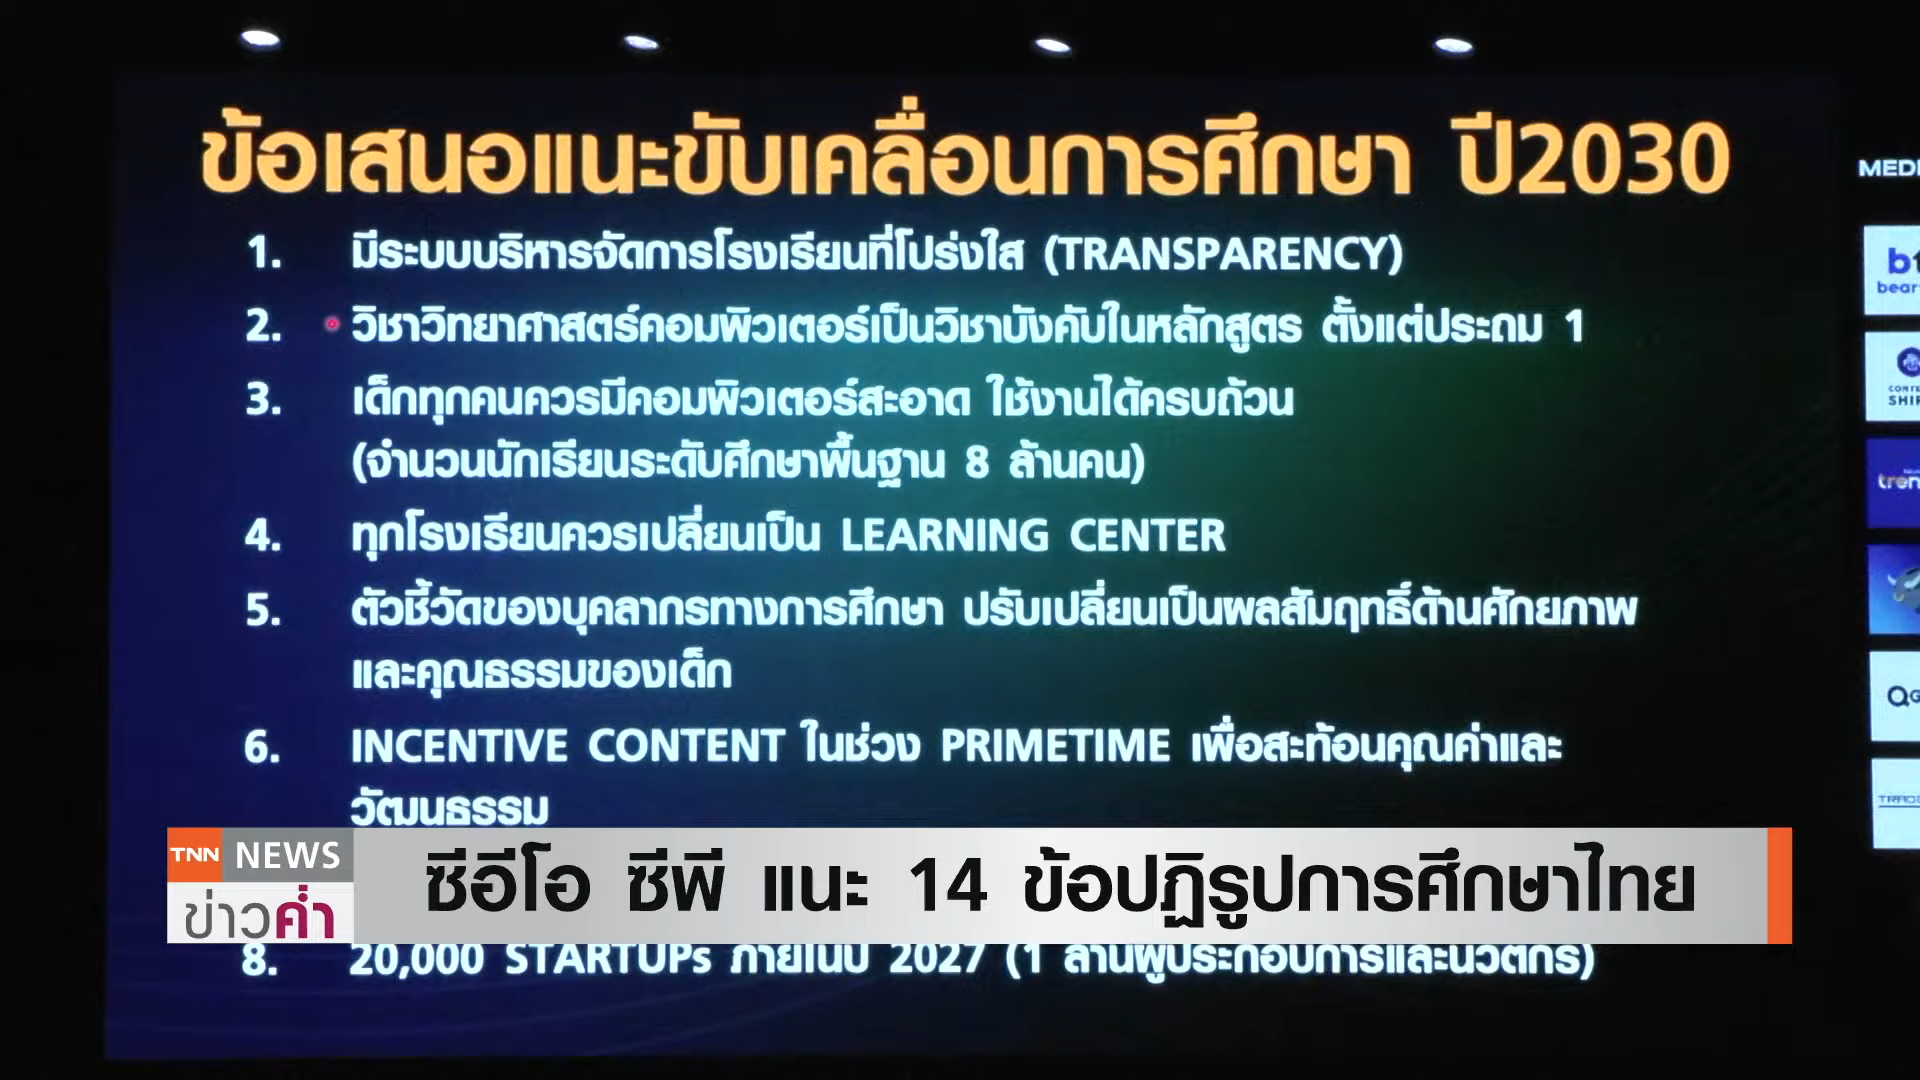 ข้อเสนอแนะขับเคลื่อนการศึกษา ปี2030
1. มีระบบบริหารจัดการโรงเรียนที่โปร่งใส (TRANSPARENCY)
2. วิชาวิทยาศาสตร์คอมพิวเตอร์เป็นวิชาบังคับในหลักสูตร ตั้งแต่ประถม 1
3. เด็กทุกคนควรมีคอมพิวเตอร์สะอาด ใช้งานได้ครบถ้วน
(จำนวนนักเรียนระดับศึกษาพื้นฐาน 8 ล้านคน)
4. ทุกโรงเรียนควรเปลี่ยนเป็น LEARNING CENTER
5. ตัวชี้วัดของบุคลากรทางการศึกษา ปรับเปลี่ยนเป็นผลสัมฤทธิ์ด้านศักยภาพ
และคุณธรรมของเด็ก
6. INCENTIVE CONTENT ในช่วง PRIMETIME เพื่อสะท้อนคุณค่าและ
วัฒนธรรม
TNN NEWS
ข่าวค่ำ
ซีอีโอ ซีพี แนะ 14 ข้อปฏิรูปการศึกษาไทย
8. 20,000 STARTUPs ภายในปี 2027 (1 ล้านผู้ประกอบการและนวัตกร)
MEDI
bear
SHIF
tren